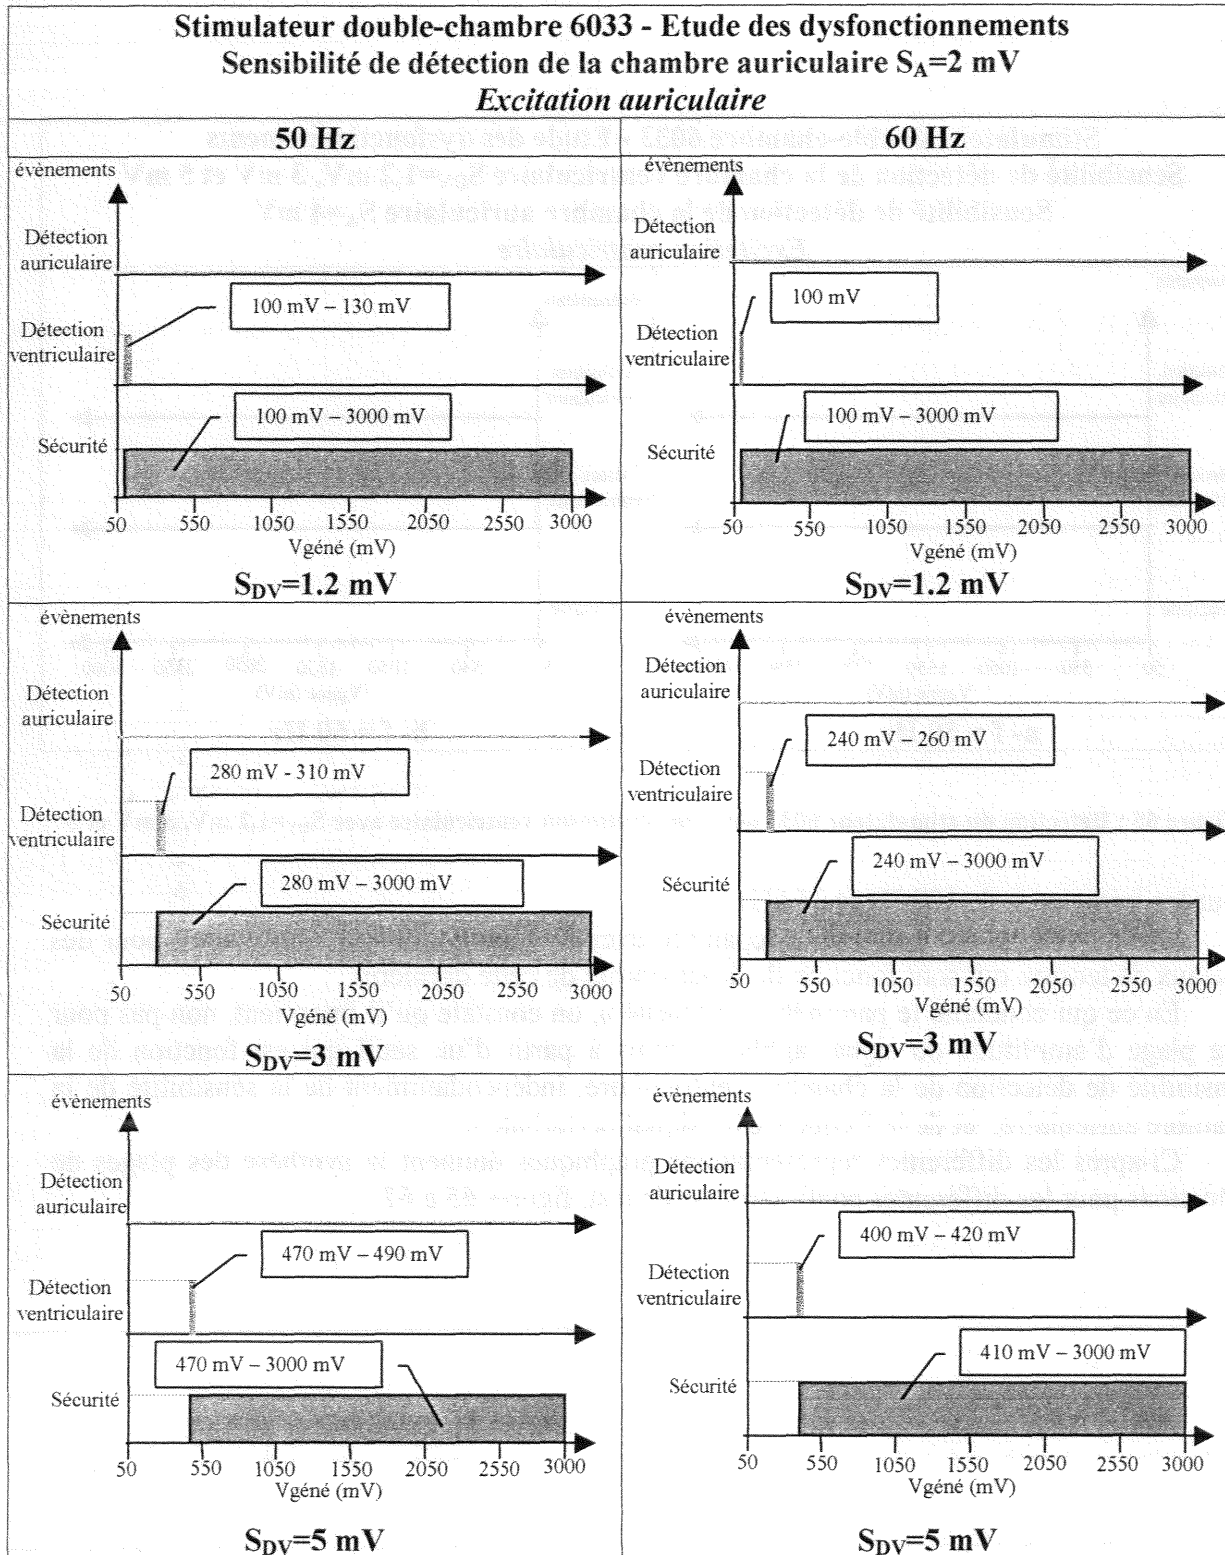 Stimulateur double-chambre 6033 - Etude des dysfonctionnements
Sensibilité de détection de la chambre auriculaire SA=2 mV
Excitation auriculaire
50 Hz
60 Hz
évènements
Détection
auriculaire
100 mV – 130 mV
Détection
ventriculaire
100 mV – 3000 mV
Sécurité
50 550 1050 1550 2050 2550 3000
Vgéné (mV)
SDV=1.2 mV
évènements
Détection
auriculaire
100 mV
Détection
ventriculaire
100 mV – 3000 mV
Sécurité
50 550 1050 1550 2050 2550 3000
Vgéné (mV)
SDV=1.2 mV
évènements
Détection
auriculaire
280 mV - 310 mV
Détection
ventriculaire
280 mV – 3000 mV
Sécurité
50 550 1050 1550 2050 2550 3000
Vgéné (mV)
SDV=3 mV
évènements
Détection
auriculaire
240 mV – 260 mV
Détection
ventriculaire
240 mV – 3000 mV
Sécurité
50 550 1050 1550 2050 2550 3000
Vgéné (mV)
SDV=3 mV
évènements
Détection
auriculaire
470 mV – 490 mV
Détection
ventriculaire
470 mV – 3000 mV
Sécurité
50 550 1050 1550 2050 2550 3000
Vgéné (mV)
SDV=5 mV
évènements
Détection
auriculaire
400 mV – 420 mV
Détection
ventriculaire
410 mV – 3000 mV
Sécurité
50 550 1050 1550 2050 2550 3000
Vgéné (mV)
SDV=5 mV